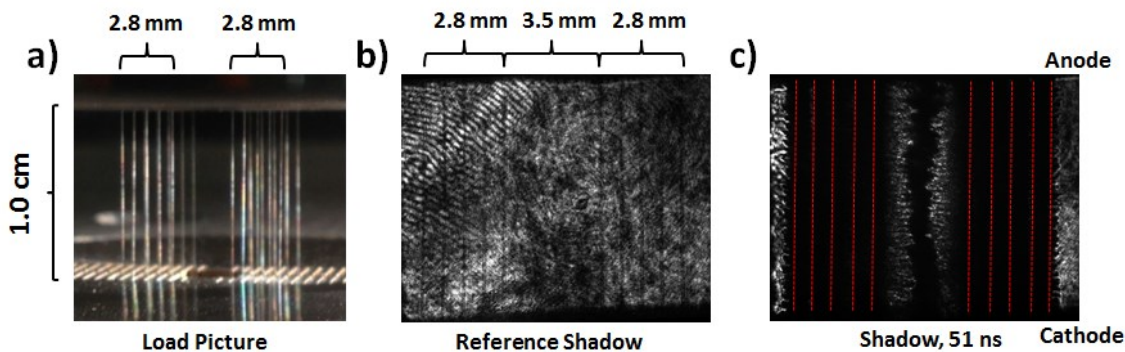 2.8 mm 2.8 mm
a)
1.0 cm
Load Picture
2.8 mm 3.5 mm 2.8 mm
b)
Reference Shadow
c)
Anode
Shadow, 51 ns
Cathode